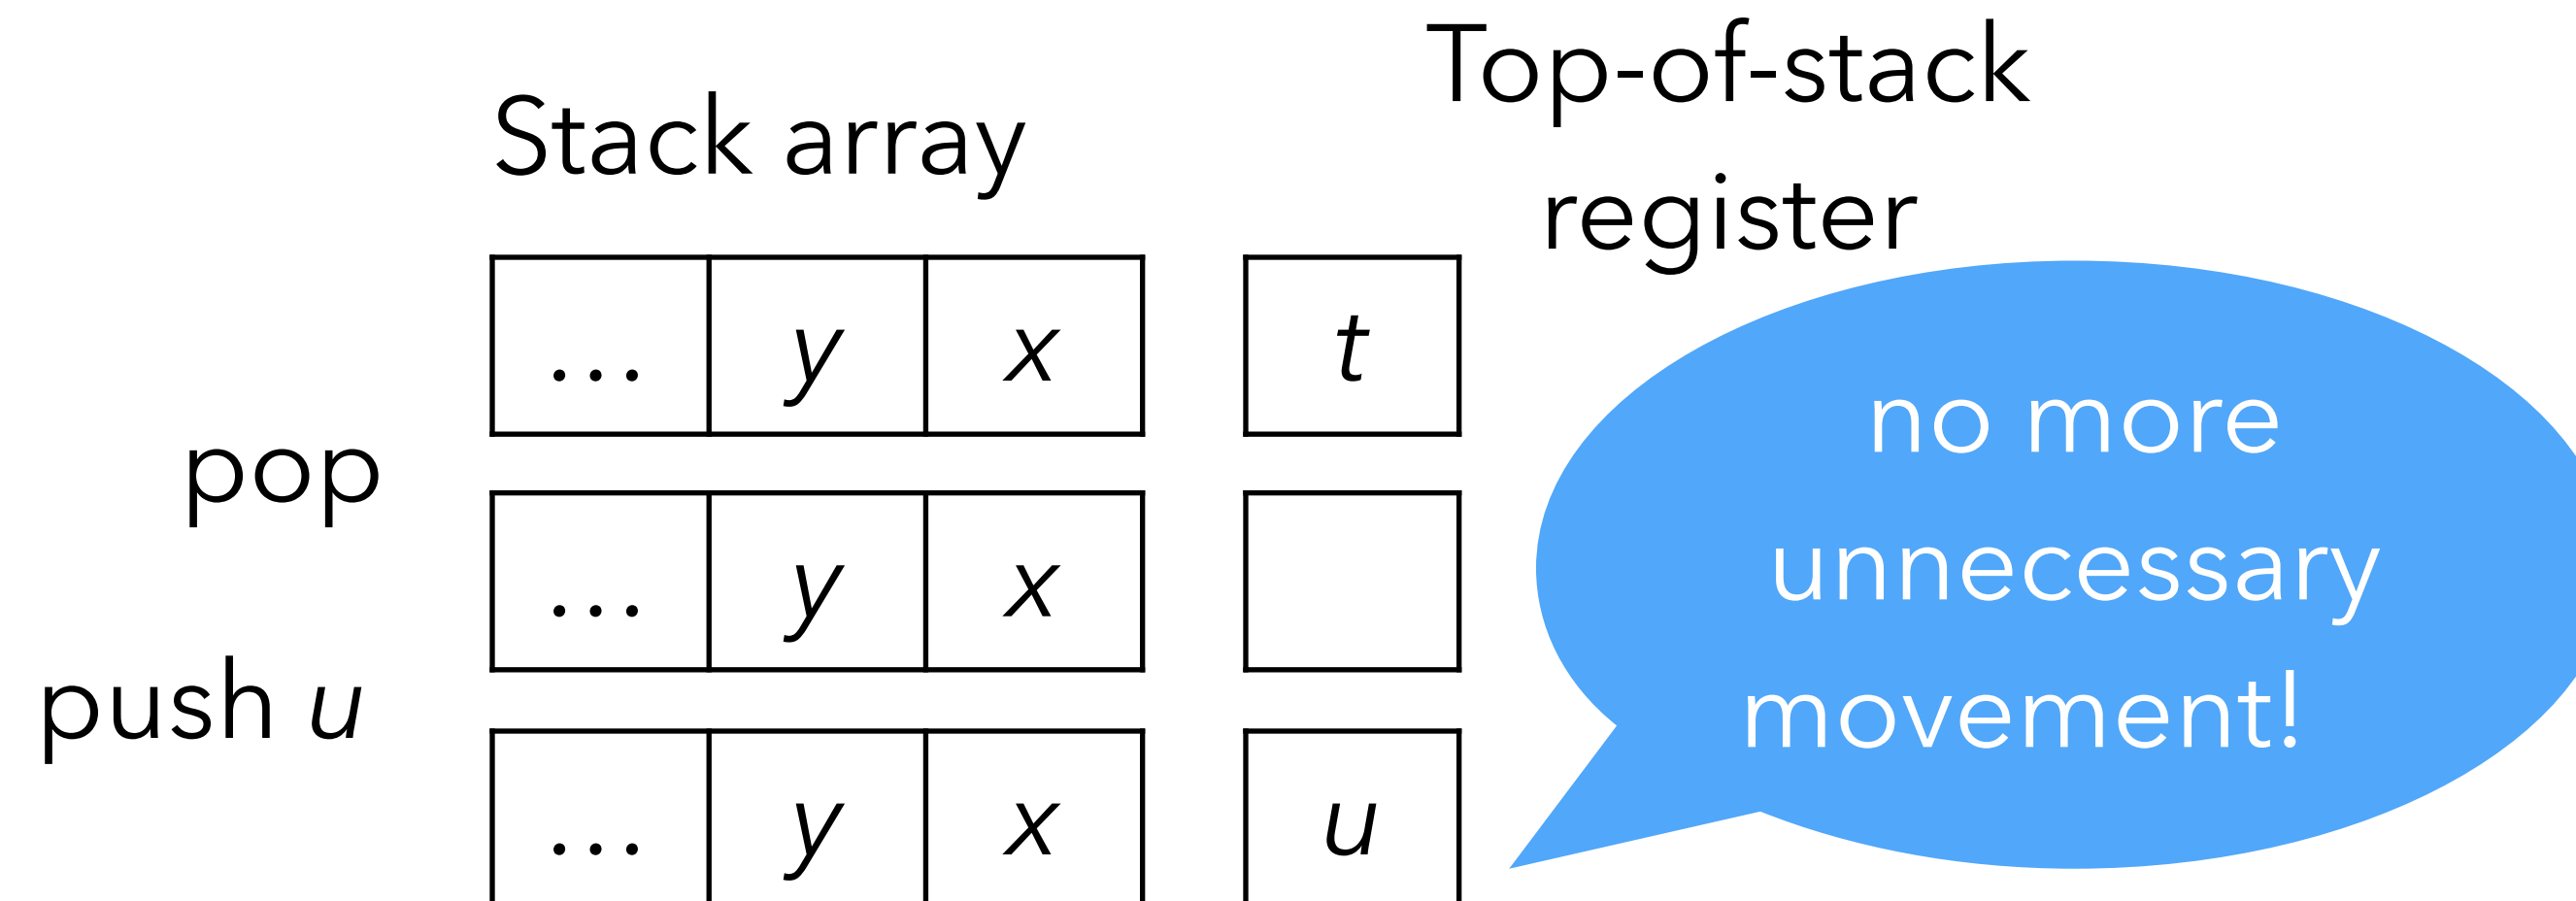 Top-of-stack
register
Stack array
… y x t
pop
… y x
push u
… y x u
no more
unnecessary
movement!